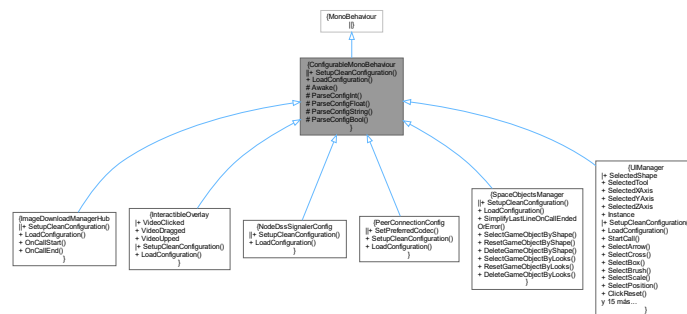 {MonoBehaviour
||}
{ConfigurableMonoBehaviour
||+ SetupCleanConfiguration()
+ LoadConfiguration()
# Awake()
# ParseConfigInt()
# ParseConfigFloat()
# ParseConfigString()
# ParseConfigBool()
}
{ImageDownloadManagerHub
||+ SetupCleanConfiguration()
+ LoadConfiguration()
+ OnCallStart()
+ OnCallEnd()
}
{InteractibleOverlay
|+ VideoClicked
+ VideoDragged
+ VideoUpped
|+ SetupCleanConfiguration()
+ LoadConfiguration()
}
{NodeDssSignalerConfig
||+ SetupCleanConfiguration()
+ LoadConfiguration()
}
{PeerConnectionConfig
||+ SetPreferredCodec()
+ SetupCleanConfiguration()
+ LoadConfiguration()
}
{SpaceObjectsManager
||+ SetupCleanConfiguration()
+ LoadConfiguration()
+ SimplifyLastLineOnCallEnded
OrError()
+ SelectGameObjectByShape()
+ ResetGameObjectByShape()
+ DeleteGameObjectByShape()
+ SelectGameObjectByLooks()
+ ResetGameObjectByLooks()
+ DeleteGameObjectByLooks()
}
{UIManager
|+ SelectedShape
+ SelectedTool
+ SelectedXAxis
+ SelectedYAxis
+ SelectedZAxis
+ Instance
|+ SetupCleanConfiguration()
+ LoadConfiguration()
+ StartCall()
+ SelectArrow()
+ SelectCross()
+ SelectBox()
+ SelectBrush()
+ SelectScale()
+ SelectPosition()
+ ClickReset()
y 15 más...
}